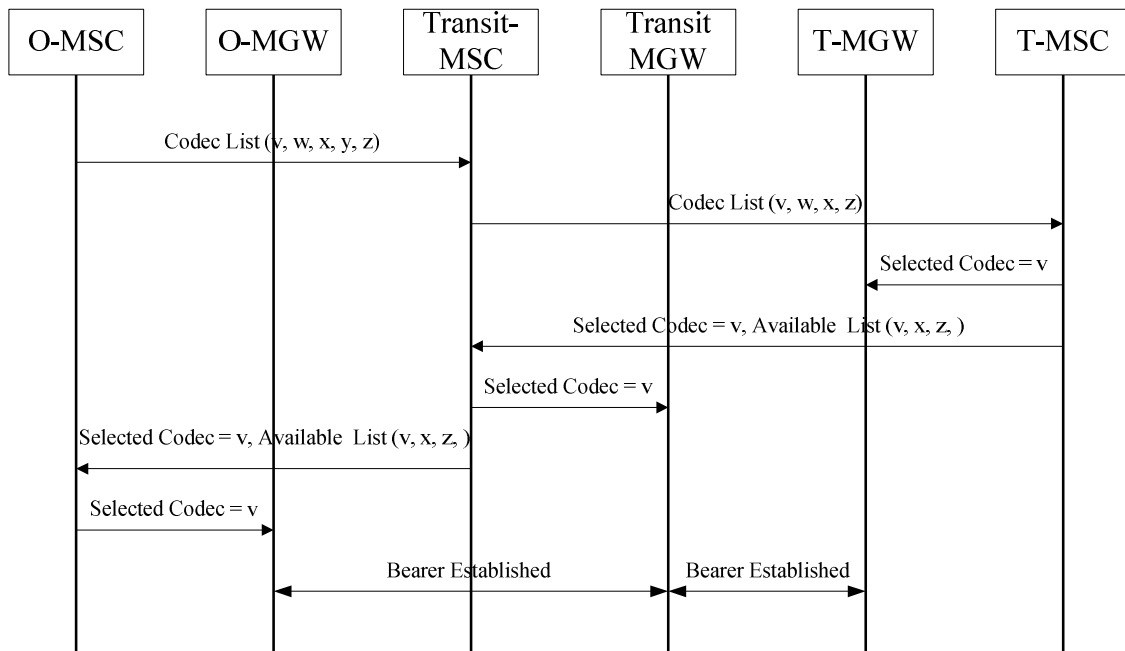 O-MSC
O-MGW
Transit-
MSC
Transit
MGW
T-MGW
T-MSC
Codec List (v, w, x, y, z)
Codec List (v, w, x, z)
Selected Codec = v
Selected Codec = v, Available List (v, x, z, )
Selected Codec = v
Selected Codec = v, Available List (v, x, z, )
Selected Codec = v
Bearer Established
Bearer Established